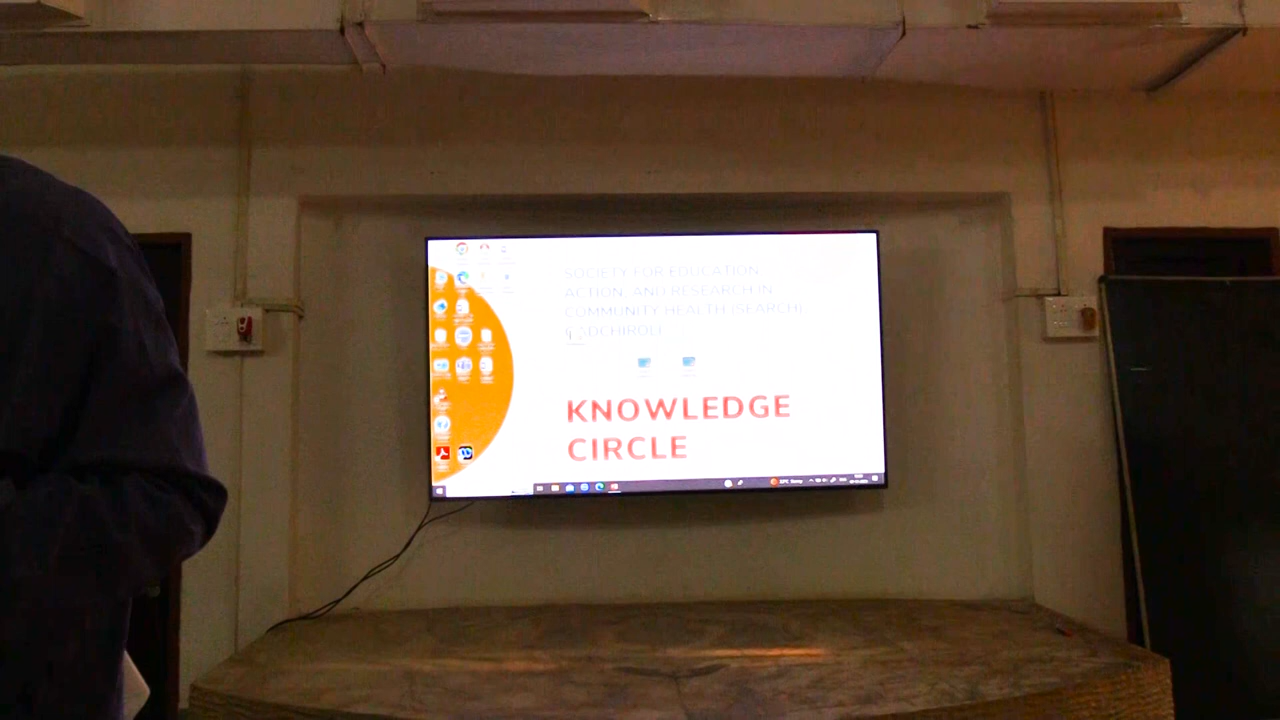 SOCIETY FOR EDUCATION
ACTION, AND RESEARCH IN
COMMUNITY HEALTH (SEARCH)
KNOWLEDGE
CIRCLE